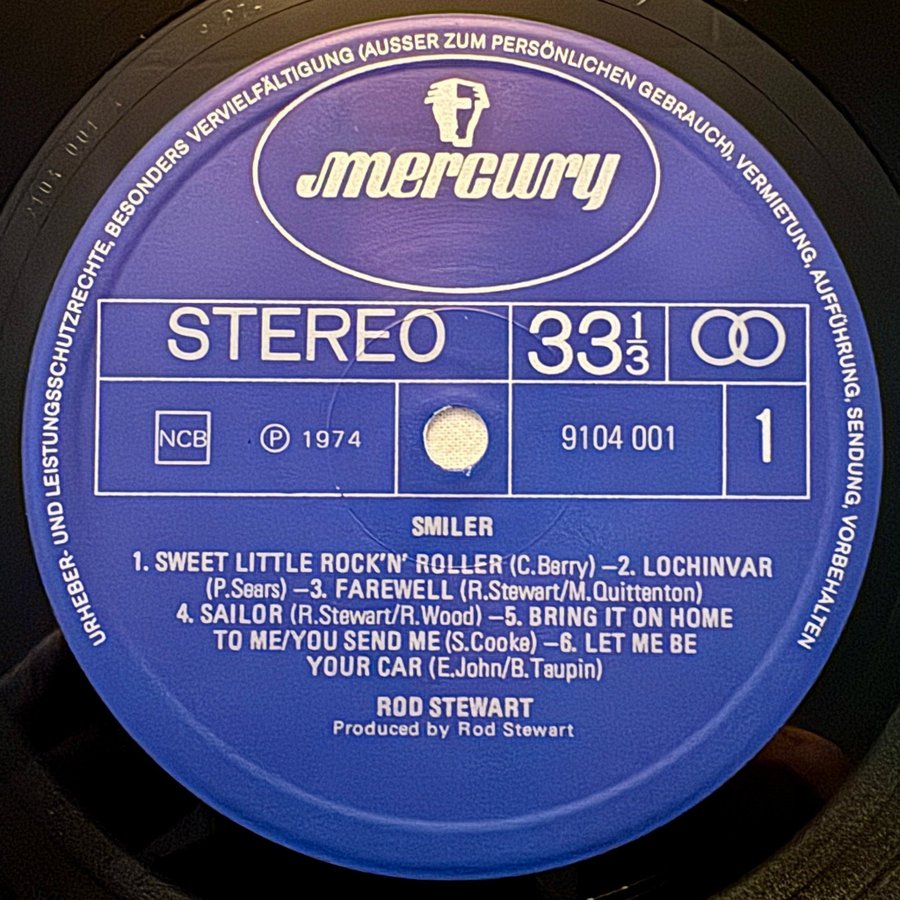 URHEBER- UND LEISTUNGSSCHUTZRECHTE, BESONDERS VERVIELFÄLTIGUNG (AUSSER ZUM PERSÖNLICHEN GEBRAUCH), VERMIETUNG, AUFFÜHRUNG, SENDUNG, VORBEHALTEN
mercury
STEREO 33 1/3
NCB Ⓟ 1974 9104 001 1
SMILER
1. SWEET LITTLE ROCK'N' ROLLER (C.Berry) –2. LOCHINVAR
(P.Sears) –3. FAREWELL (R.Stewart/M.Quittenton)
4. SAILOR (R.Stewart/R.Wood) –5. BRING IT ON HOME
TO ME/YOU SEND ME (S.Cooke) –6. LET ME BE
YOUR CAR (E.John/B.Taupin)
ROD STEWART
Produced by Rod Stewart